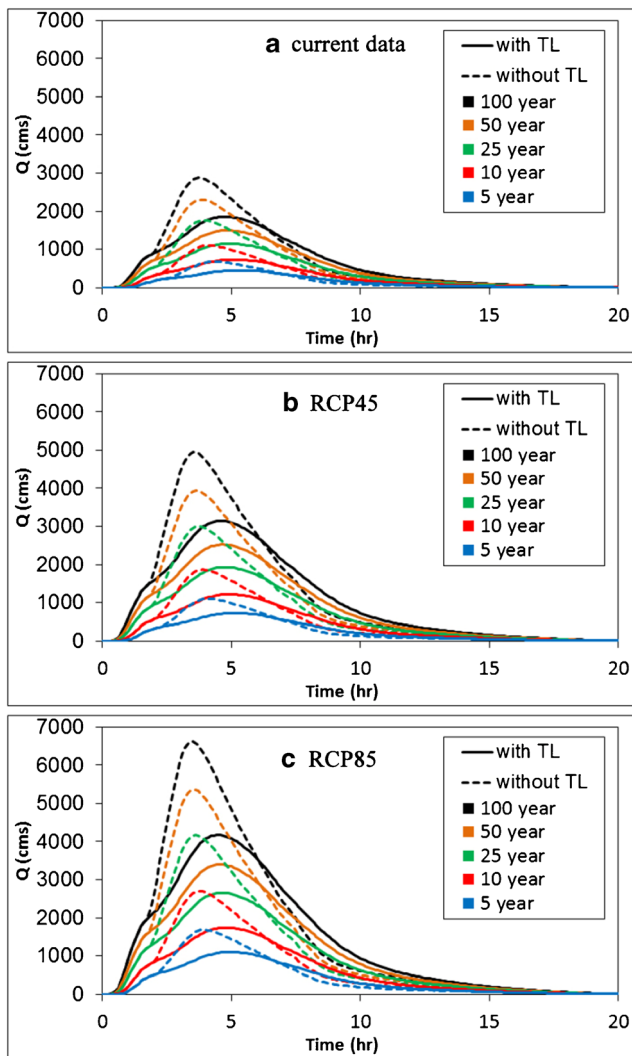 a current data
with TL
without TL
100 year
50 year
25 year
10 year
5 year
7000
6000
5000
4000
3000
2000
1000
0
Q (cms)
0 5 10 15 20
Time (hr)
b RCP45
with TL
without TL
100 year
50 year
25 year
10 year
5 year
7000
6000
5000
4000
3000
2000
1000
0
Q (cms)
0 5 10 15 20
Time (hr)
c RCP85
with TL
without TL
100 year
50 year
25 year
10 year
5 year
7000
6000
5000
4000
3000
2000
1000
0
Q (cms)
0 5 10 15 20
Time (hr)